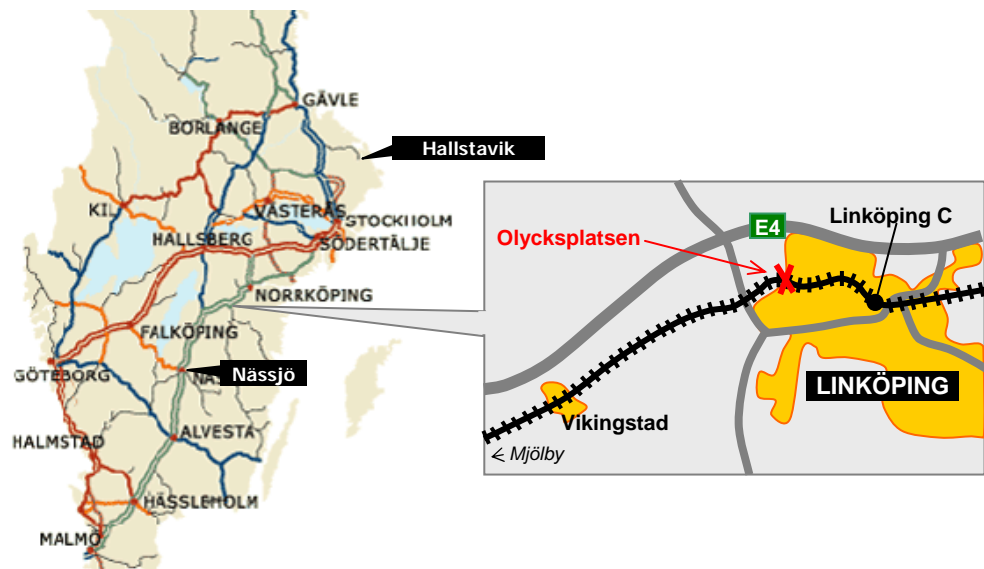 GÄVLE
BORLÄNGE
Hallstavik
KIL
VÄSTERÅS
STOCKHOLM
HALLSBERG
SÖDERTÄLJE
NORRKÖPING
FALKÖPING
GÖTEBORG
Nässjö
ALVESTA
HALMSTAD
HÄSSLEHOLM
MALMÖ
E4
Linköping C
Olycksplatsen
LINKÖPING
Vikingstad
< Mjölby